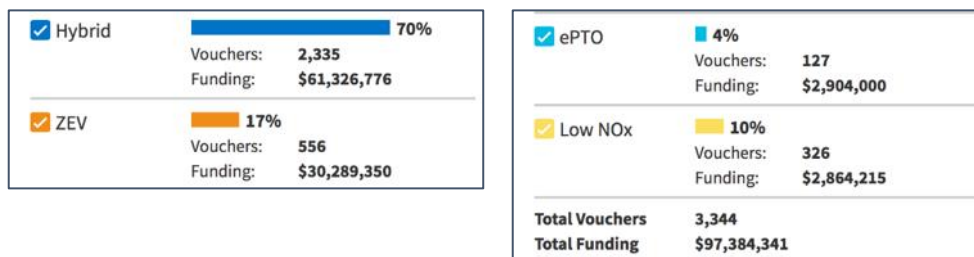 Hybrid 70%
Vouchers: 2,335
Funding: $61,326,776
ZEV 17%
Vouchers: 556
Funding: $30,289,350
ePTO 4%
Vouchers: 127
Funding: $2,904,000
Low NOx 10%
Vouchers: 326
Funding: $2,864,215
Total Vouchers 3,344
Total Funding $97,384,341